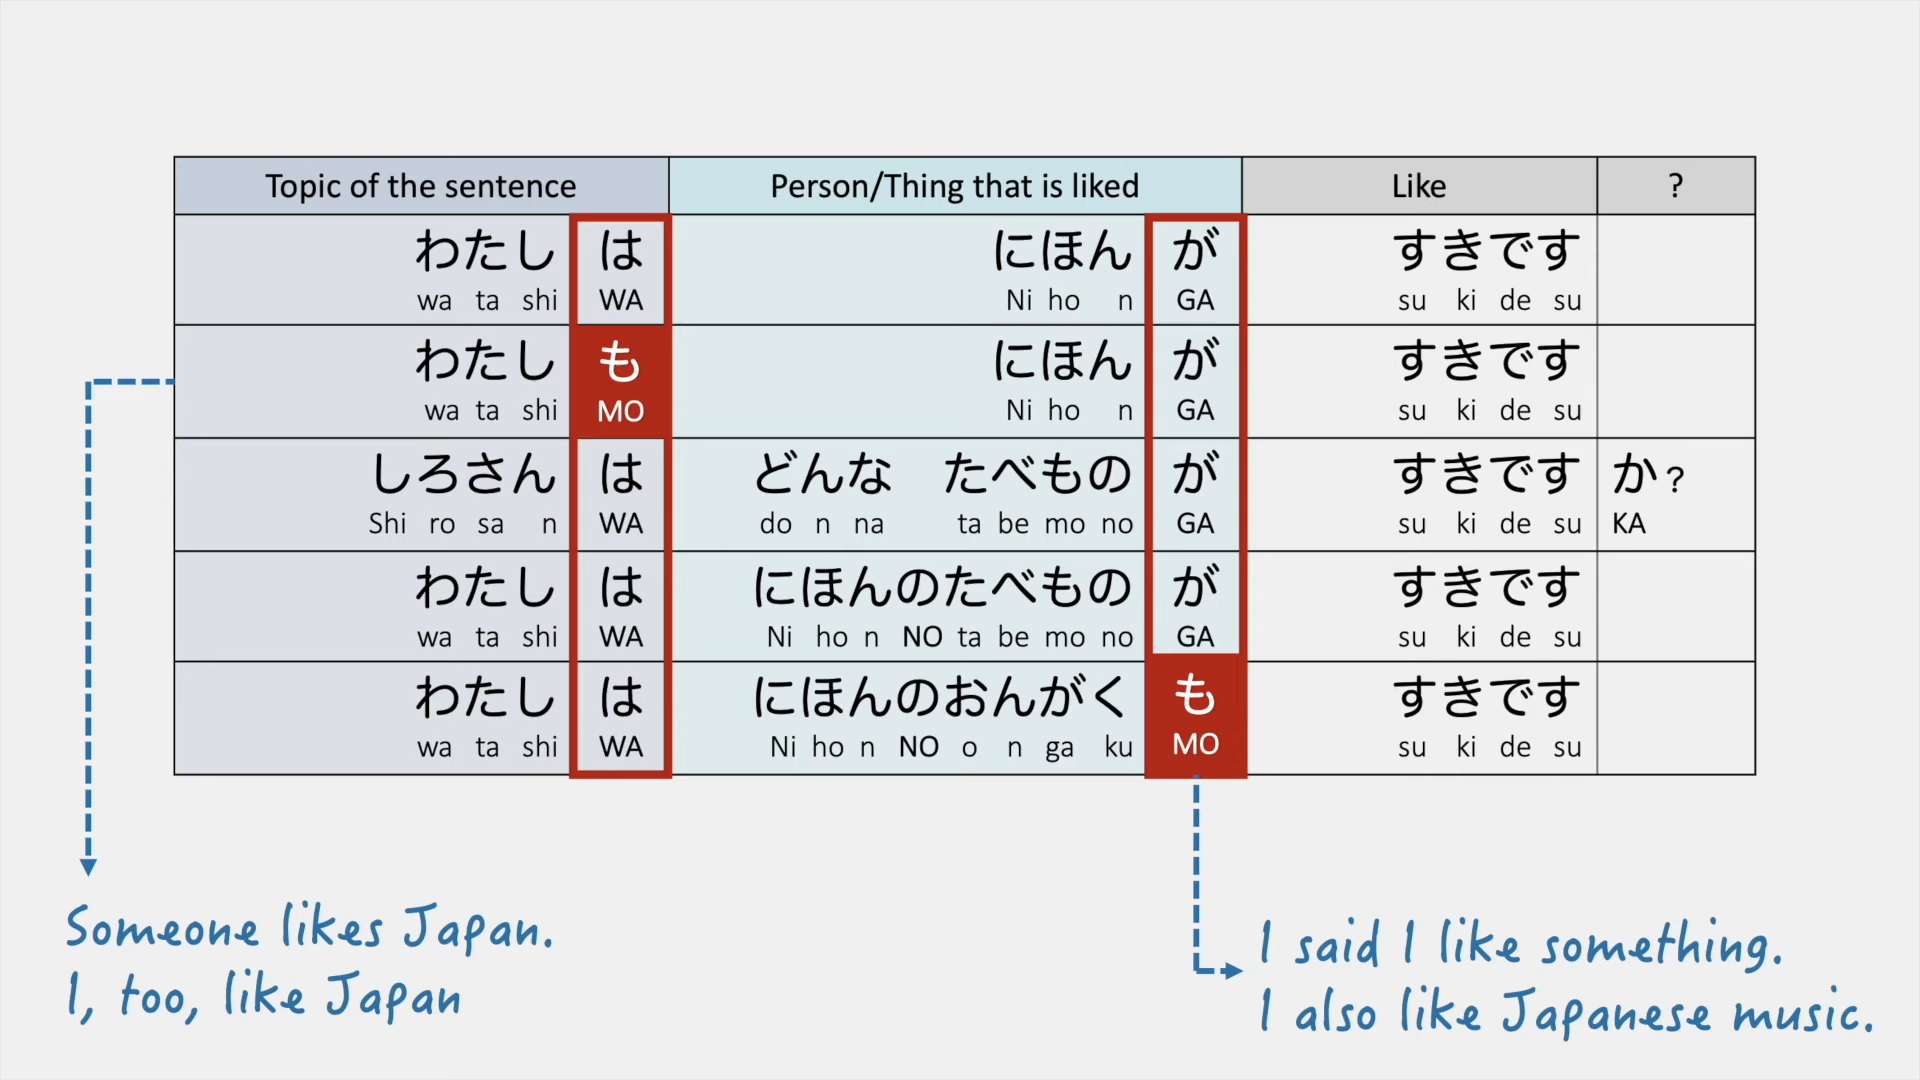 Topic of the sentence Person/Thing that is liked Like ?
わたし は にほん が すきです
wa ta shi WA Ni ho n GA su ki de su
わたし も にほん が すきです
wa ta shi MO Ni ho n GA su ki de su
しろさん は どんな たべもの が すきです か?
Shi ro sa n WA do n na ta be mo no GA su ki de su KA
わたし は にほんのたべもの が すきです
wa ta shi WA Ni ho n NO ta be mo no GA su ki de su
わたし は にほんのおんがく も すきです
wa ta shi WA Ni ho n NO o n ga ku MO su ki de su
Someone likes Japan.
I, too, like Japan
I said I like something.
I also like Japanese music.